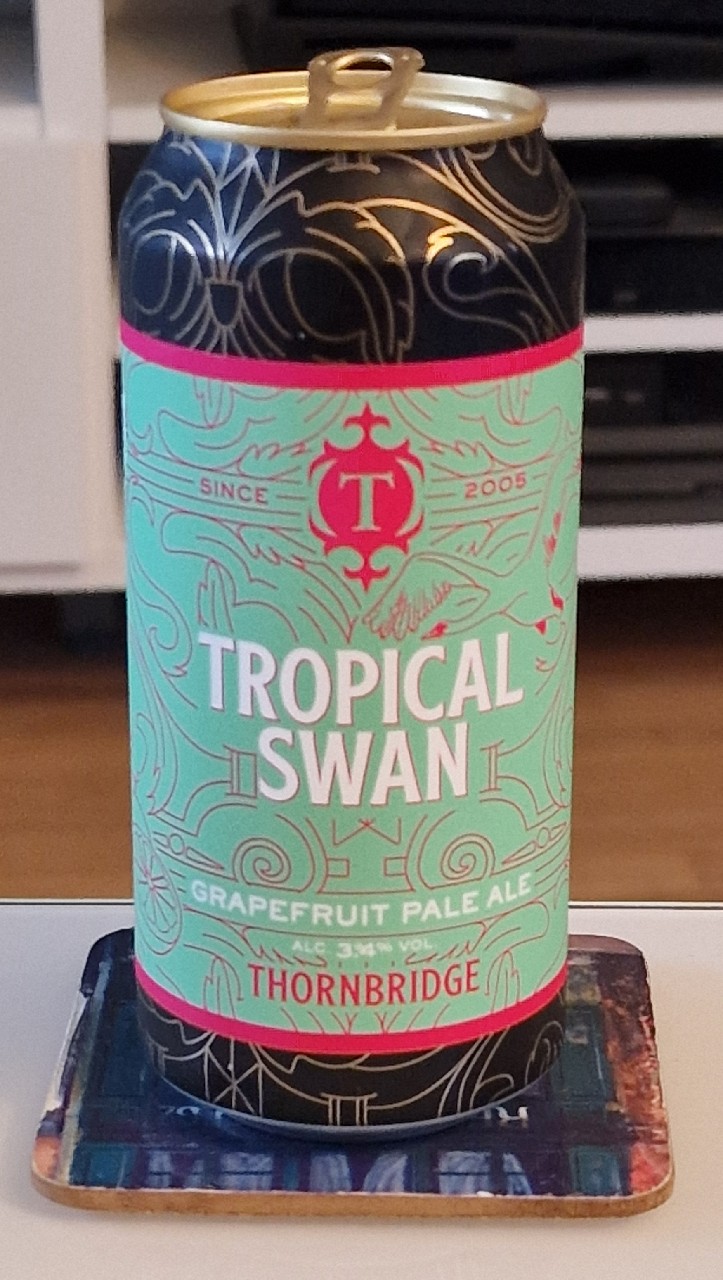 SINCE T 2005
TROPICAL
SWAN
GRAPEFRUIT PALE ALE
ALC. 3.4% VOL.
THORNBRIDGE